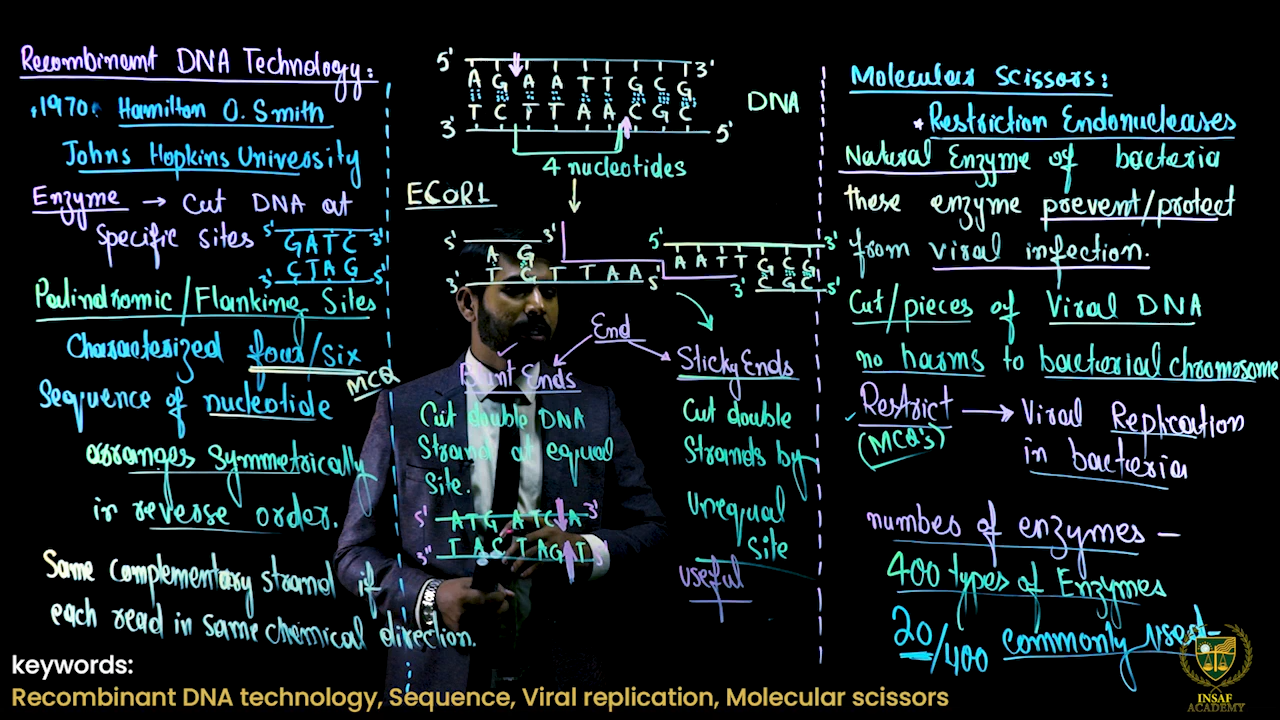 Recombinant DNA Technology:
1970: Hamilton O. Smith
Johns Hopkins University
Enzyme → Cut DNA at
Specific sites
5' GATC 3'
3' CTAG 5'
Palindromic/Flanking Sites
Characterized four/six
MCQ
Sequence of nucleotide
arranges symmetrically
in reverse order.
Same complementary strand if
each read in same chemical direction.
5' A G A A T T G C G 3'
T C T T A A C G C
3' 5'
DNA
4 nucleotides
ECOR1
5' 3'
A G
T C T T A A
3' 5'
5' 3'
A A T T G C G
C G C
3' 5'
End
Blunt Ends
Cut double DNA
Strand at equal
Site.
5' ATG ATC A 3'
3' TAC TAG T 5'
Sticky Ends
Cut double
Strands by
Unequal
Site
useful
Molecular Scissors:
* Restriction Endonucleases
Natural Enzyme of bacteria
these enzyme prevent/protect
from viral infection.
Cut/pieces of Viral DNA
no harms to bacterial chromosome
✓ Restrict → Viral Replication
(MCQ's) in bacteria
numbes of enzymes –
400 types of Enzymes
20/400 commonly used–
INSAF
ACADEMY
keywords:
Recombinant DNA technology, Sequence, Viral replication, Molecular scissors